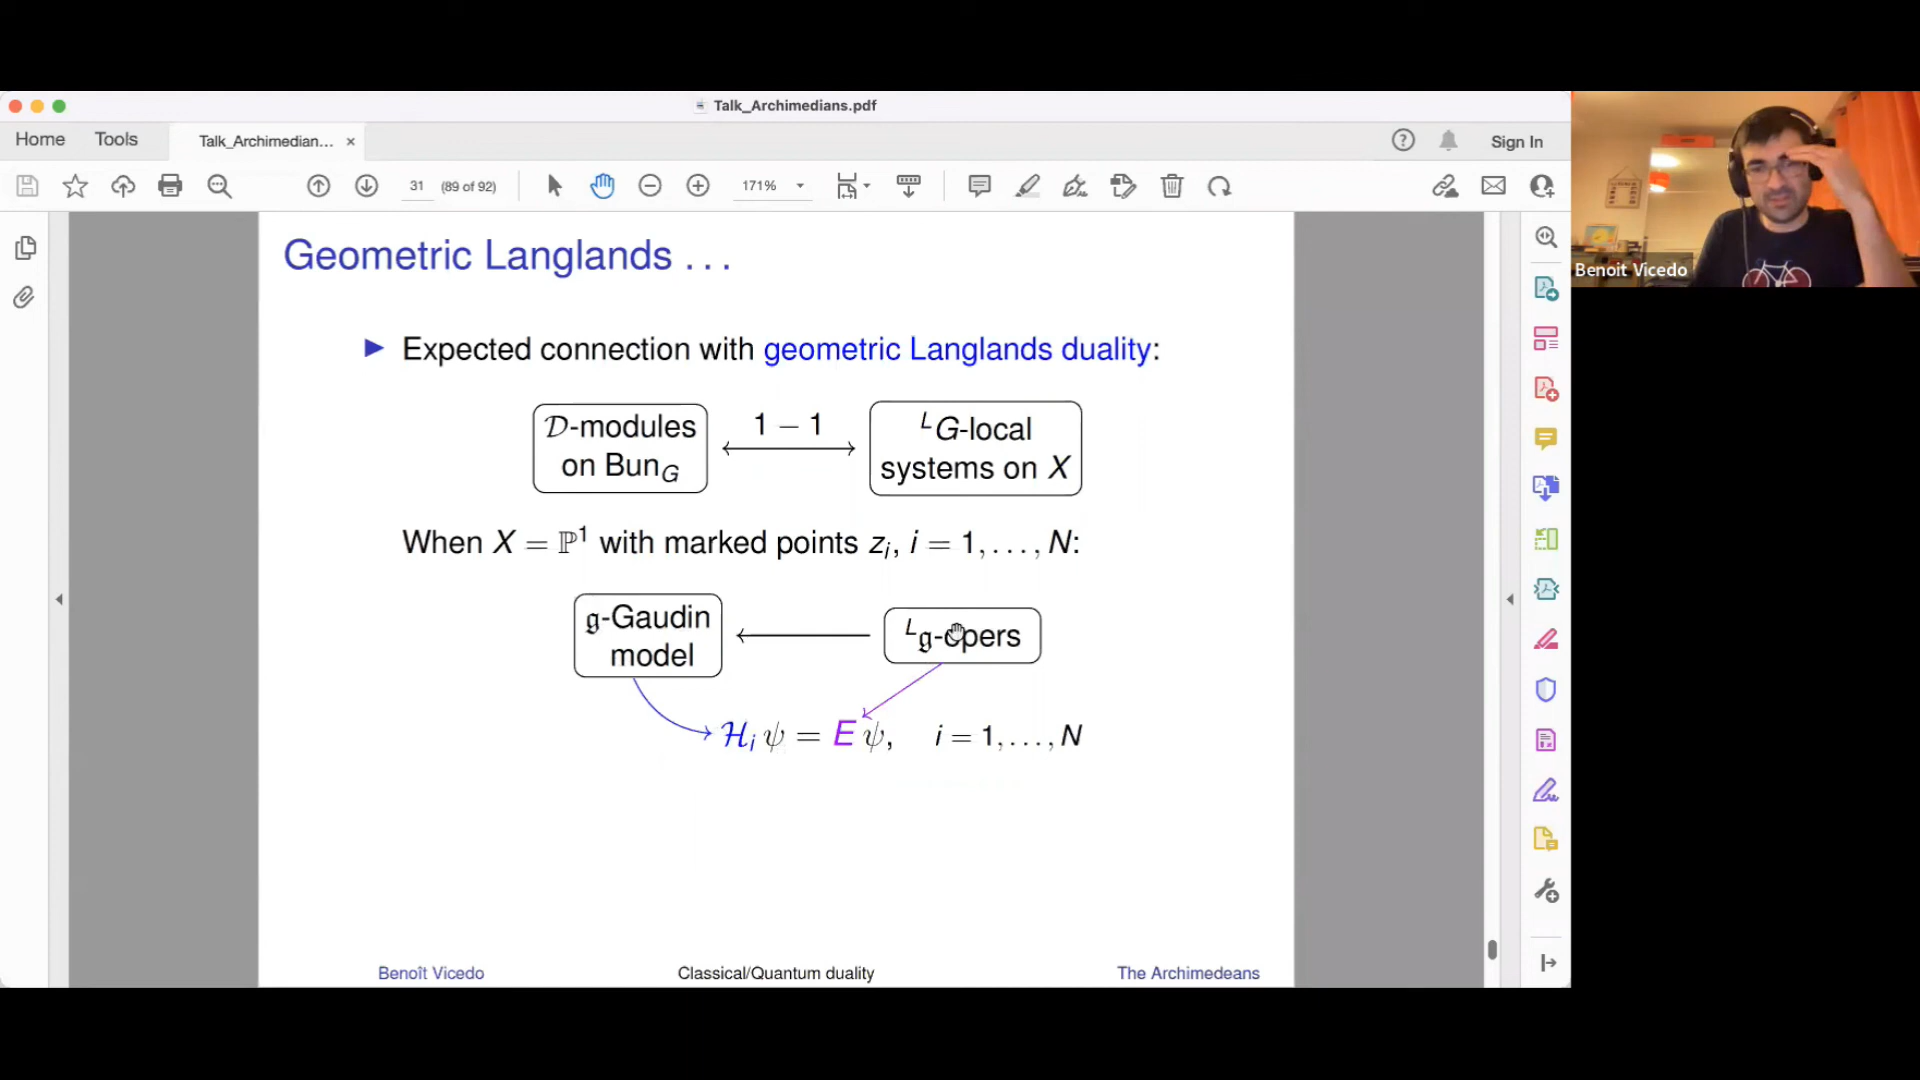 Talk_Archimedians.pdf
Home Tools Talk_Archimedian... × Sign In
31 (89 of 92) 171%
Geometric Langlands . . .
▶ Expected connection with geometric Langlands duality:
𝒟-modules on Bun_G
1 − 1
ᴸG-local systems on X
When X = ℙ¹ with marked points z_i, i = 1, . . . , N:
𝔤-Gaudin model
ᴸ𝔤-opers
ℋ_i ψ = E ψ, i = 1, . . . , N
Benoît Vicedo Classical/Quantum duality The Archimedeans
Benoit Vicedo